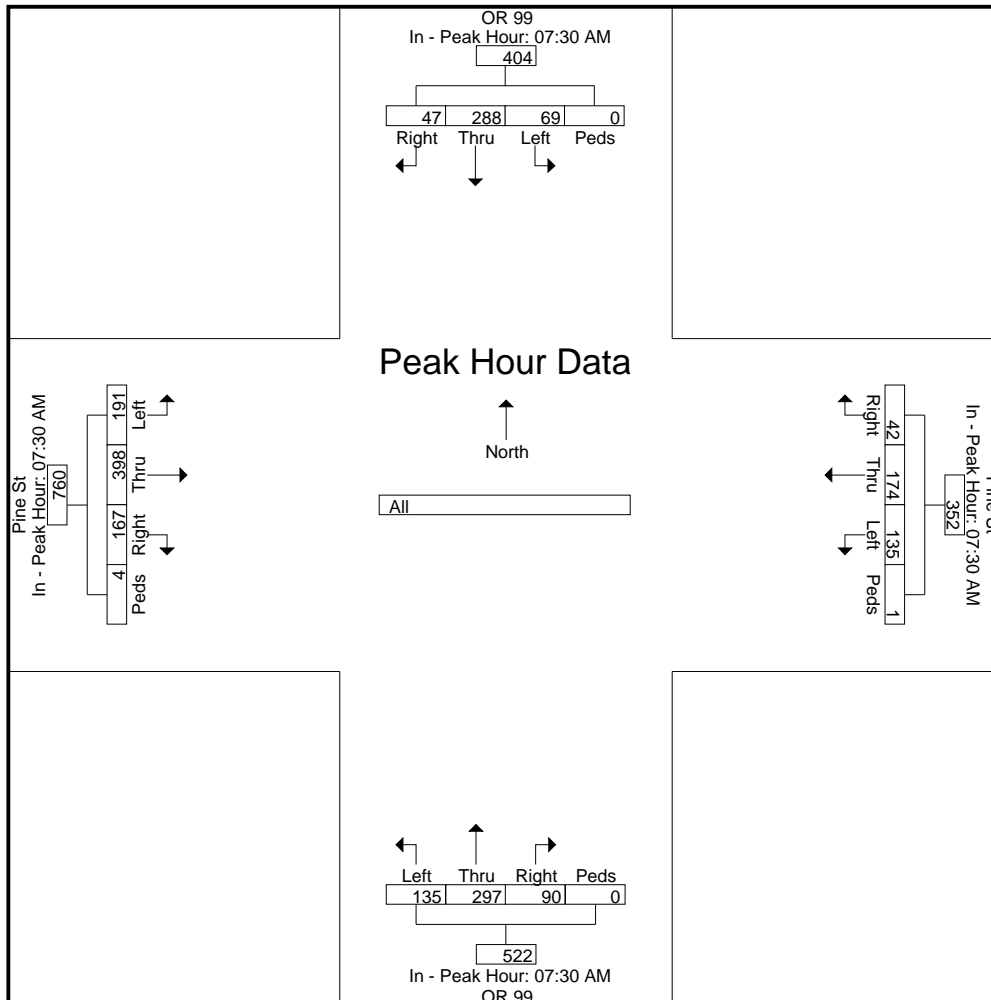 OR 99
In - Peak Hour: 07:30 AM
404
47 288 69 0
Right Thru Left Peds
Peak Hour Data
North
All
Pine St
In - Peak Hour: 07:30 AM
760
191 398 167 4
Left Thru Right Peds
Pine St
In - Peak Hour: 07:30 AM
352
42 174 135 1
Right Thru Left Peds
Left Thru Right Peds
135 297 90 0
522
In - Peak Hour: 07:30 AM
OR 99